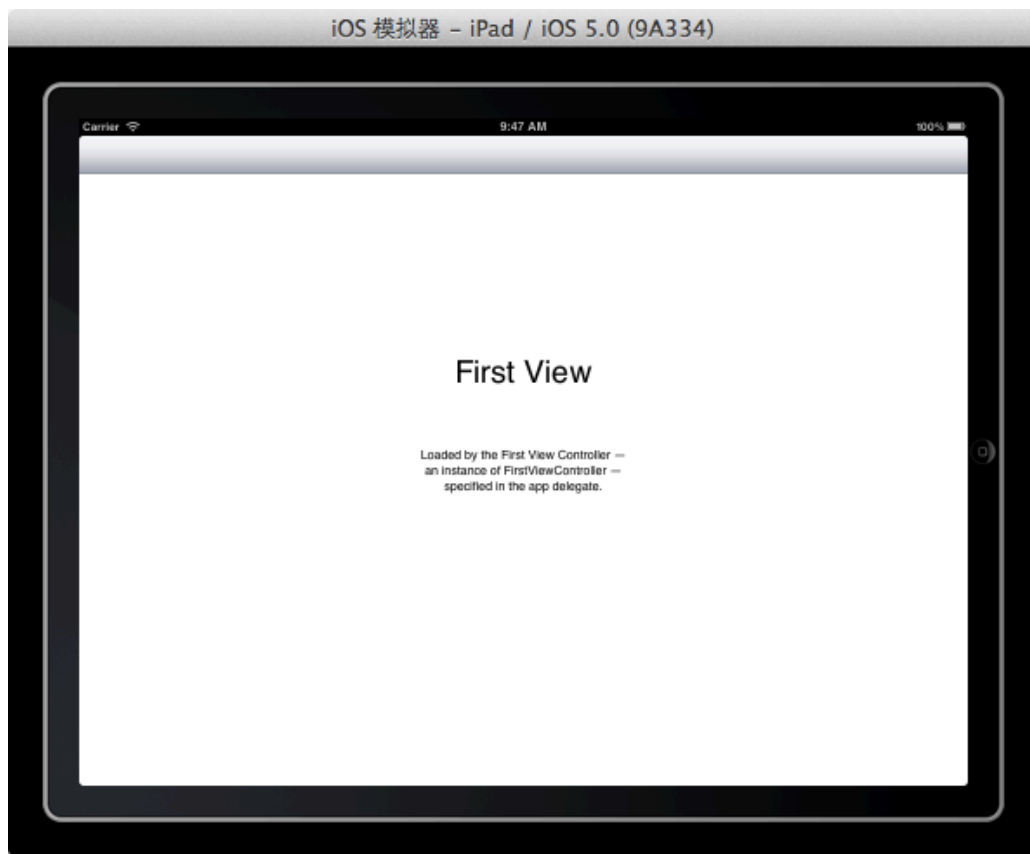 iOS 模拟器 – iPad / iOS 5.0 (9A334)
Carrier 9:47 AM 100%
First View
Loaded by the First View Controller —
an instance of FirstViewController —
specified in the app delegate.